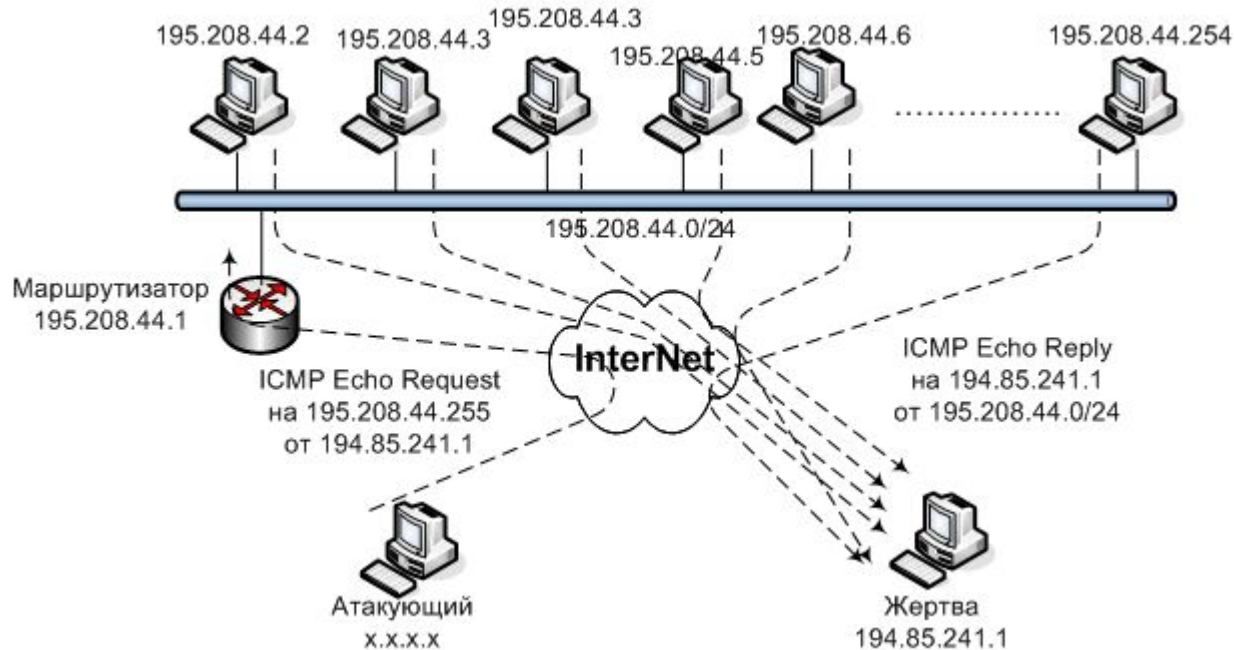 195.208.44.2
195.208.44.3
195.208.44.3
195.208.44.5
195.208.44.6
195.208.44.254
195.208.44.0/24
Маршрутизатор
195.208.44.1
InterNet
ICMP Echo Request
на 195.208.44.255
от 194.85.241.1
ICMP Echo Reply
на 194.85.241.1
от 195.208.44.0/24
Атакующий
x.x.x.x
Жертва
194.85.241.1